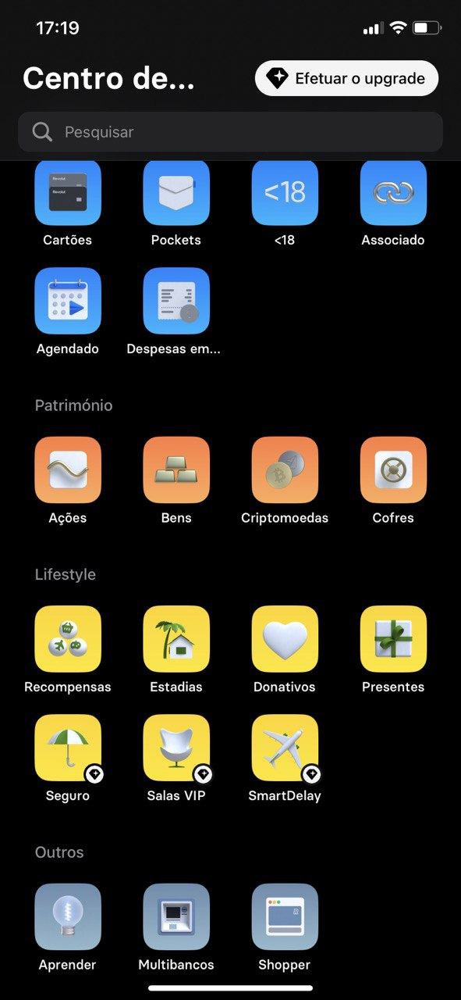 17:19
Centro de...
Efetuar o upgrade
Pesquisar
Revolut
Revolut
<18
Cartões
Pockets
<18
Associado
Agendado
Despesas em...
Património
Ações
Bens
Criptomoedas
Cofres
Lifestyle
Recompensas
Estadias
Donativos
Presentes
Seguro
Salas VIP
SmartDelay
Outros
Aprender
Multibancos
Shopper